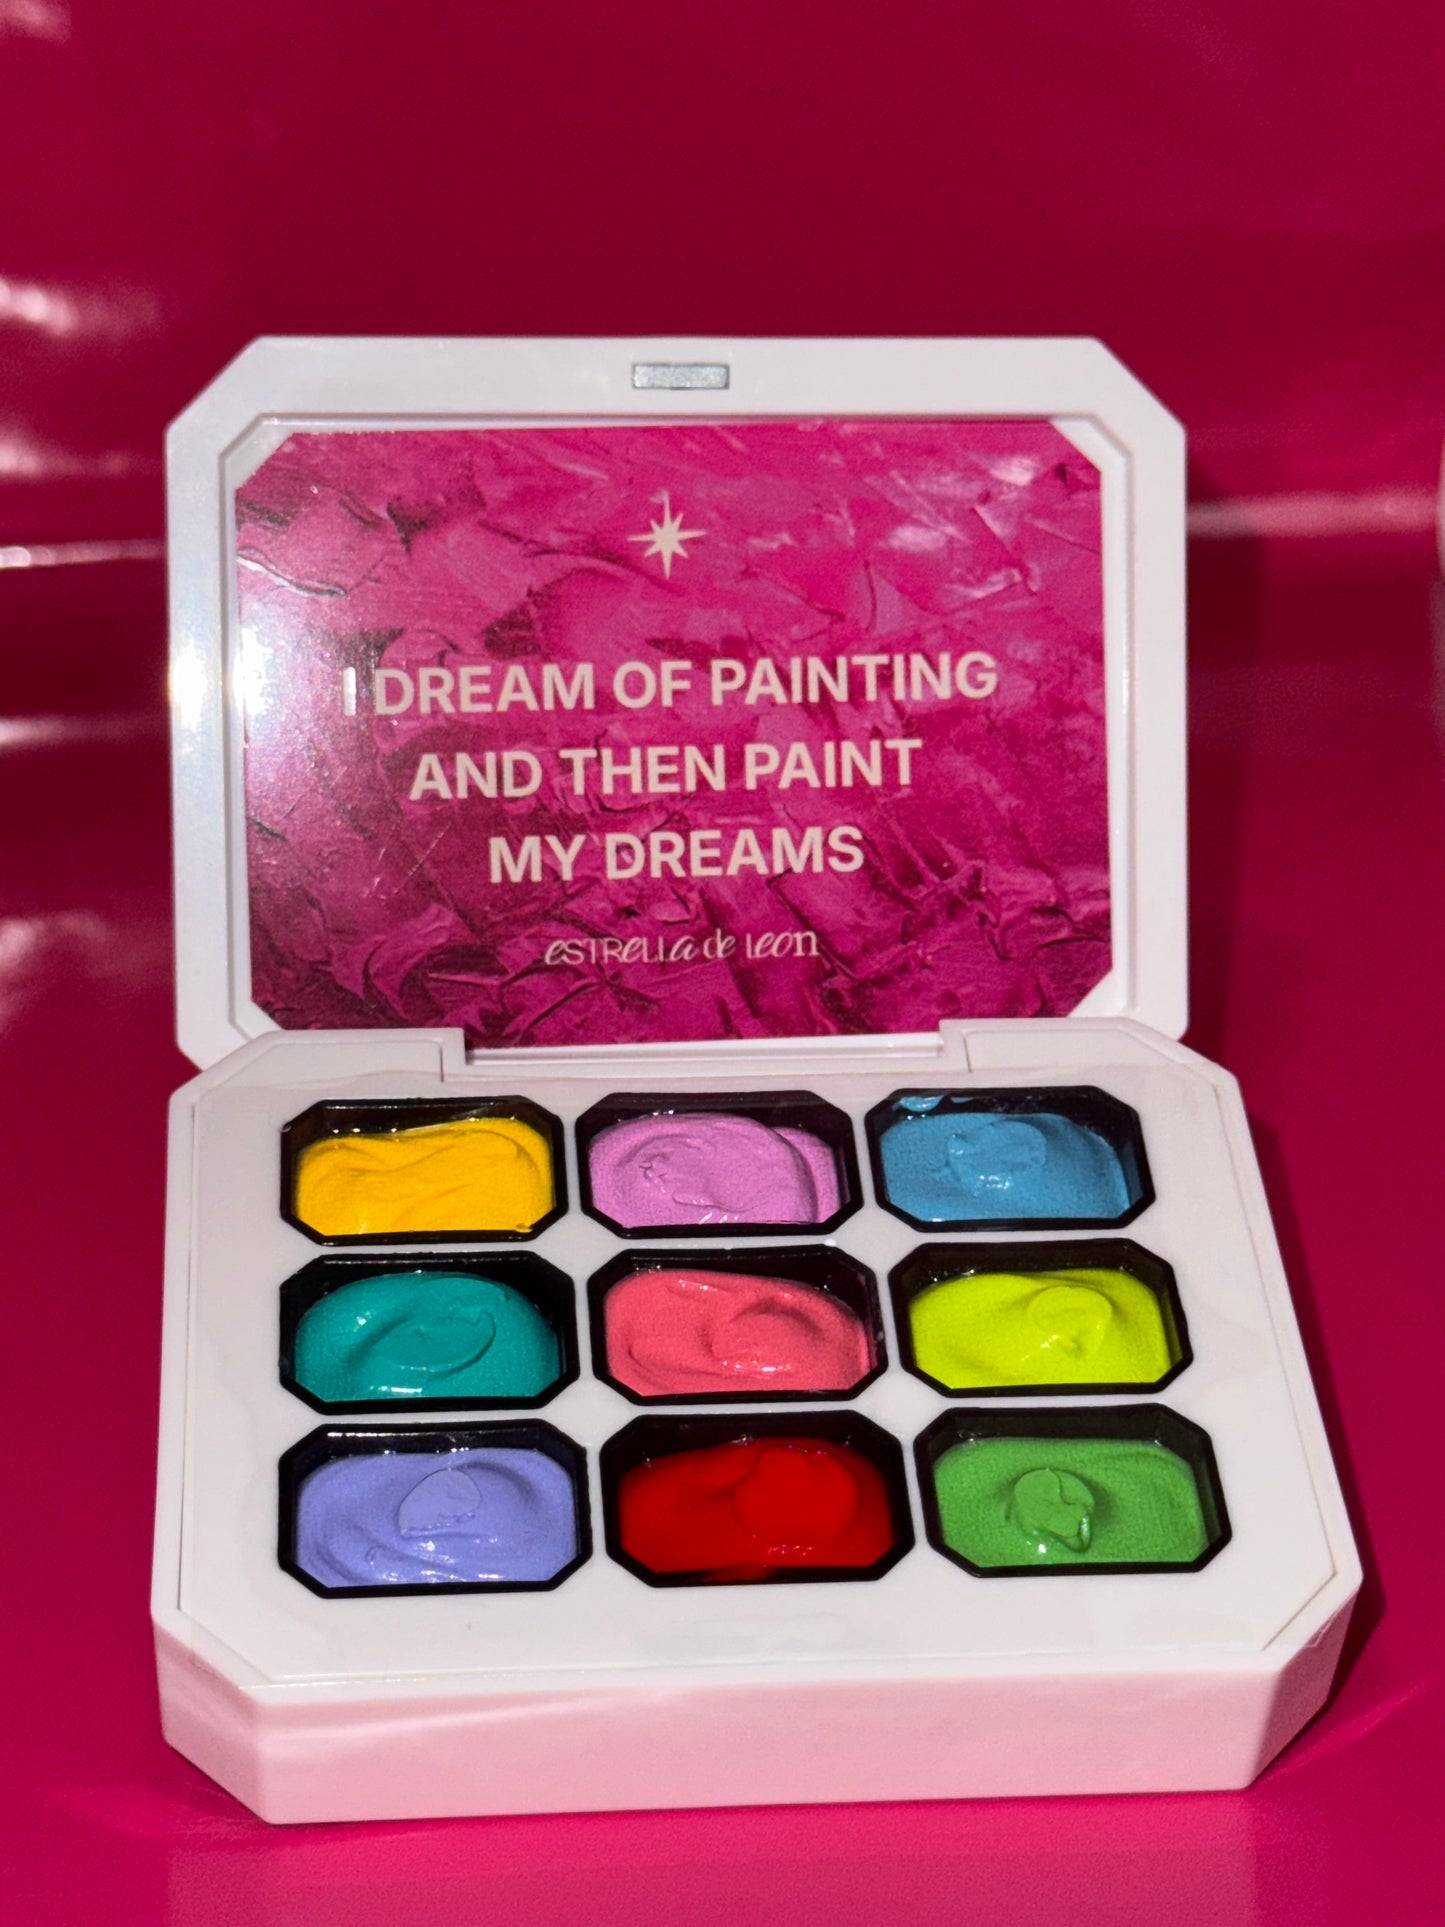 I DREAM OF PAINTING
AND THEN PAINT
MY DREAMS
eSTReLLa de leon